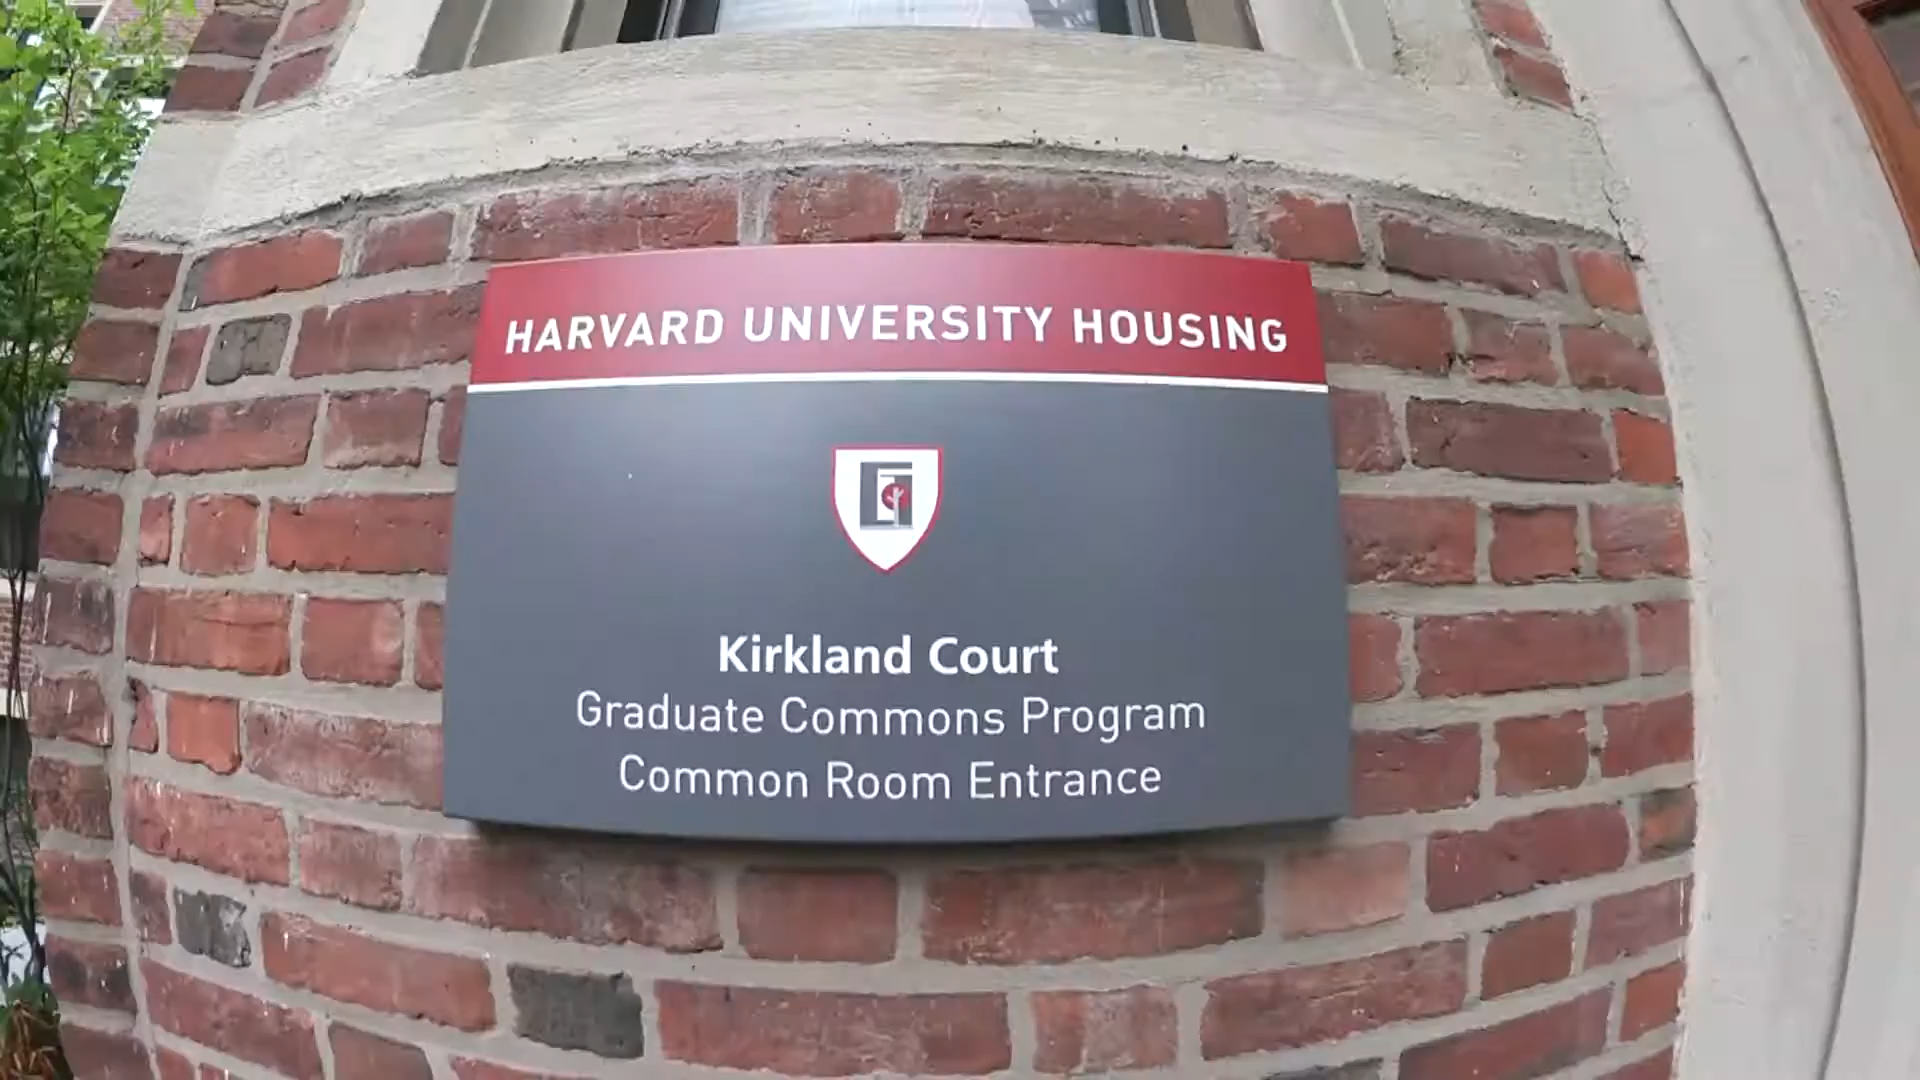 HARVARD UNIVERSITY HOUSING
Kirkland Court
Graduate Commons Program
Common Room Entrance